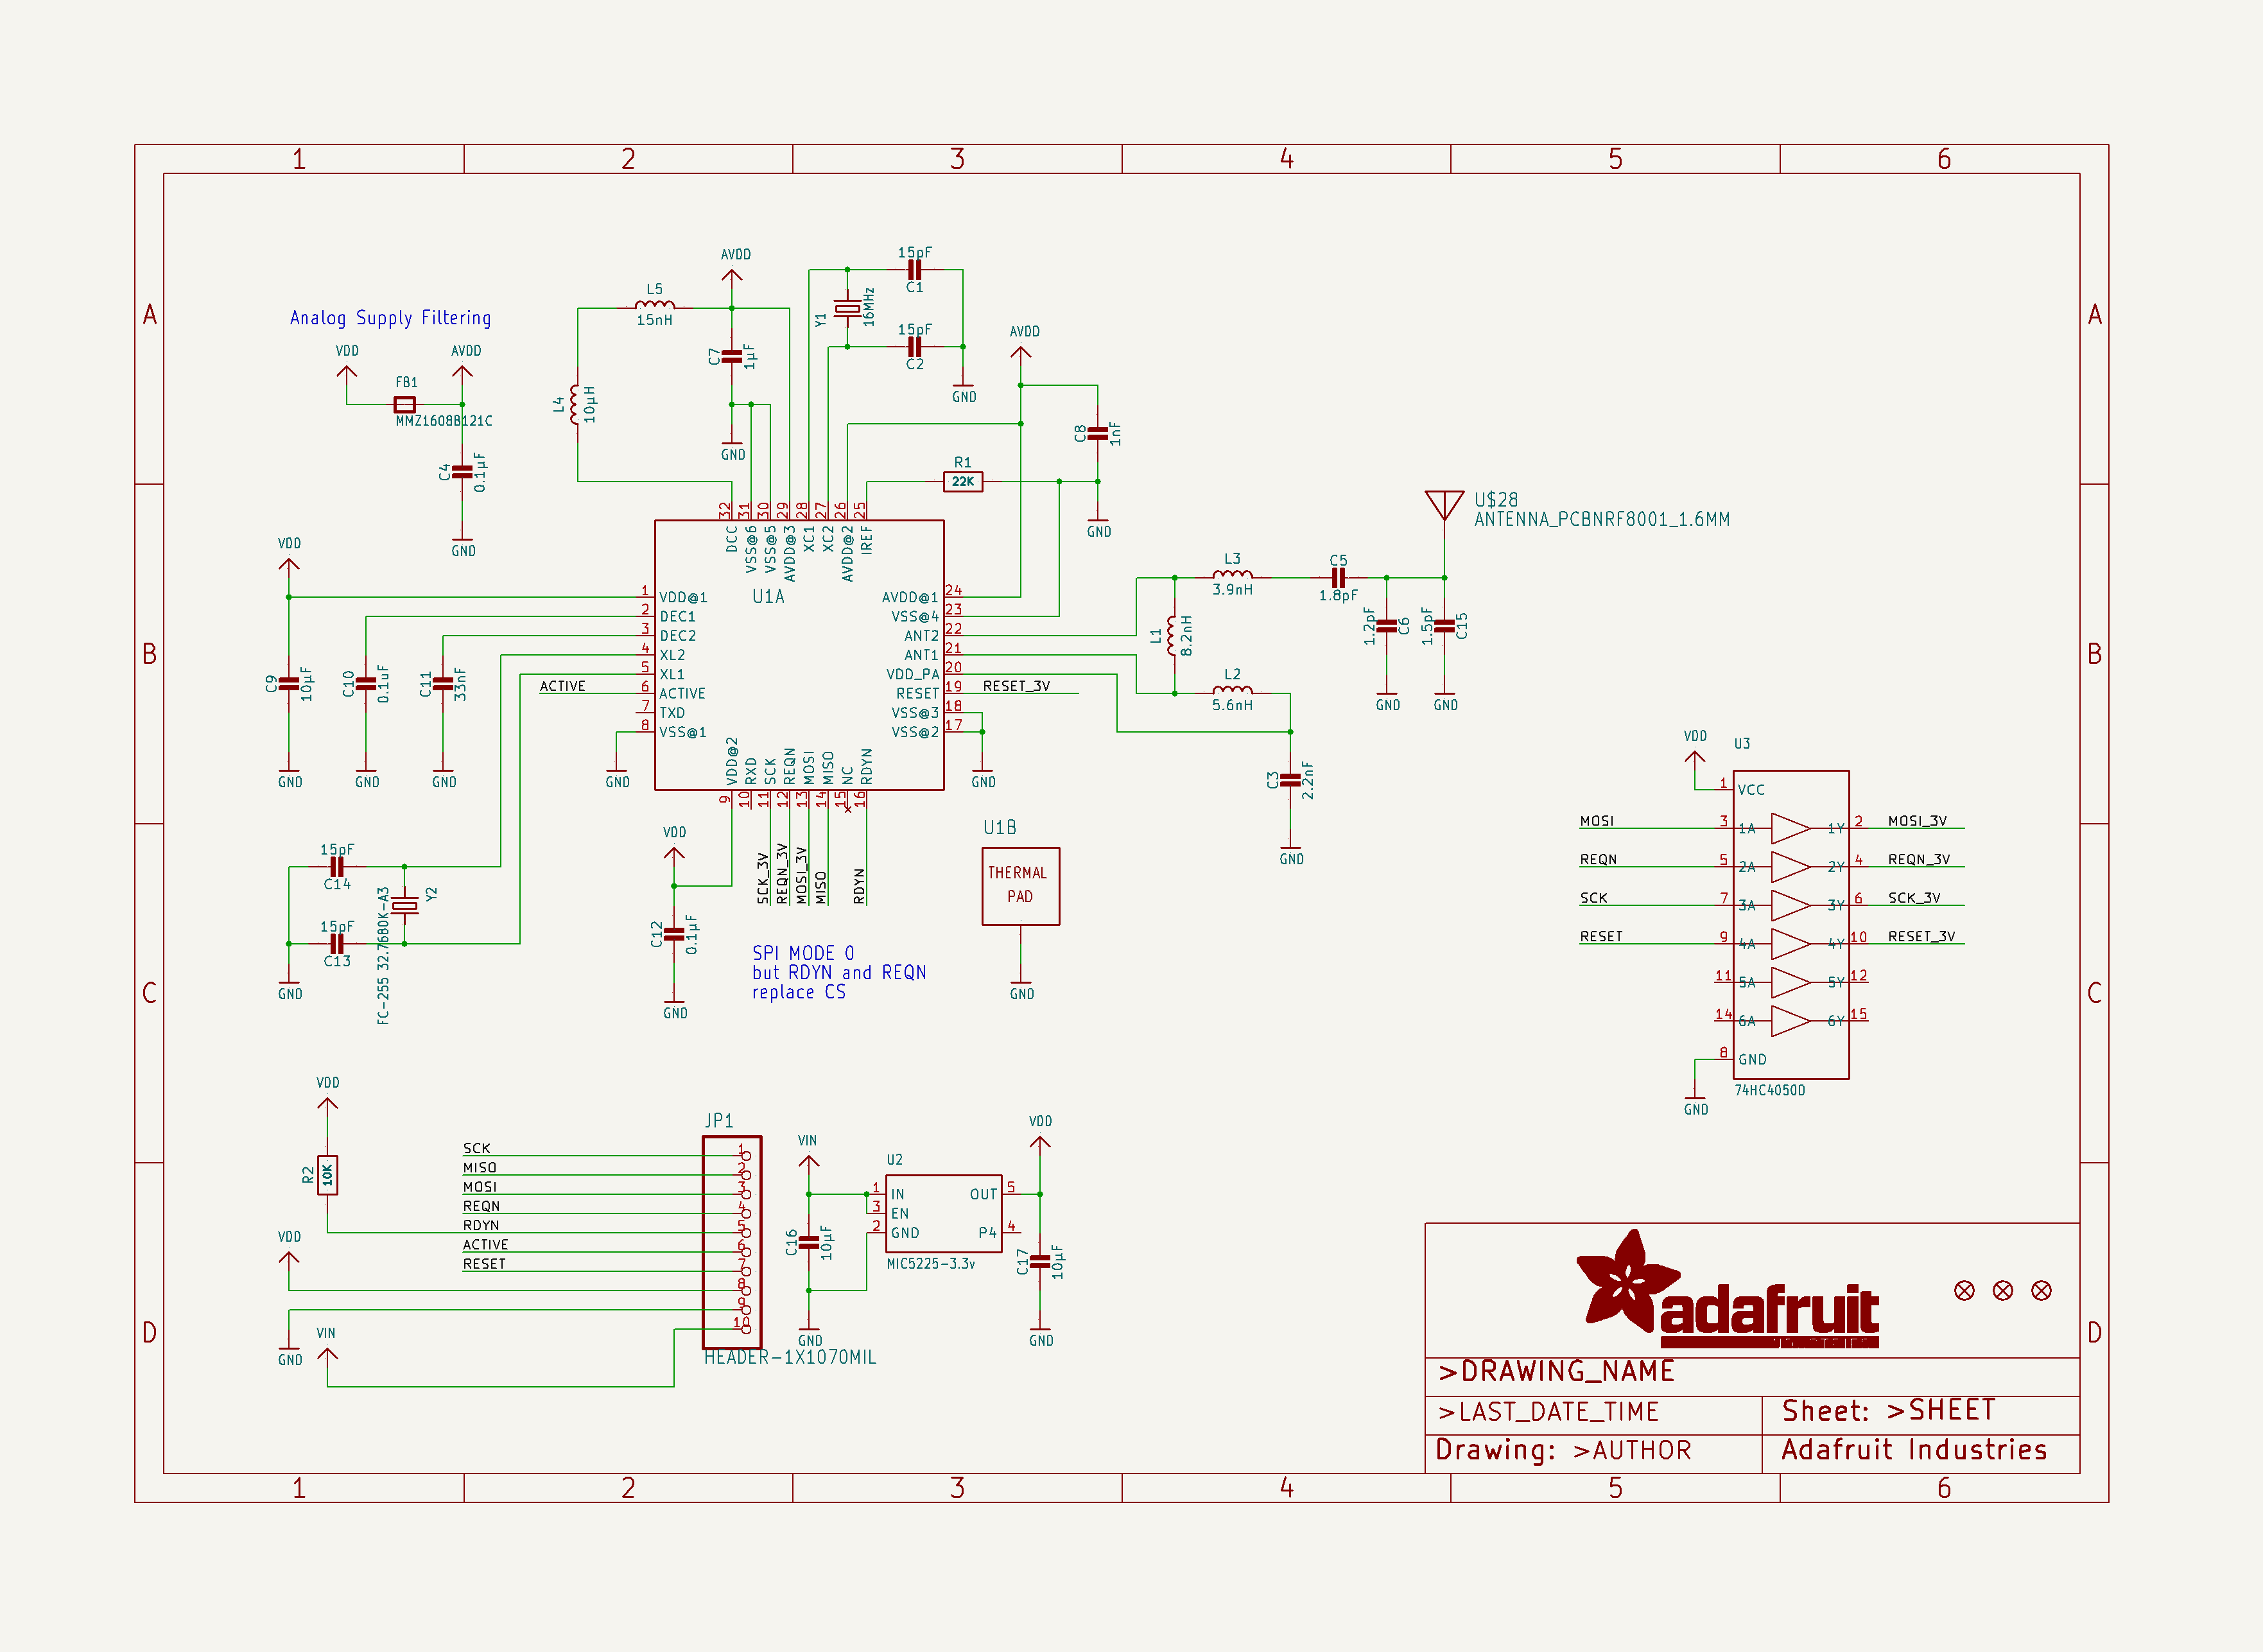 1 2 3 4 5 6
A A
B B
C C
D D
1 2 3 4 5 6
Analog Supply Filtering
VDD
AVDD
FB1
MMZ1608B121C
C4
0.1µF
GND
AVDD
L5
15nH
L4
10µH
C7
1µF
GND
15pF
C1
Y1
16MHz
15pF
C2
GND
AVDD
C8
1nF
R1
22K
GND
32 31 30 29 28 27 26 25
DCC
VSS@6
VSS@5
AVDD@3
XC1
XC2
AVDD@2
IREF
U1A
1 VDD@1
2 DEC1
3 DEC2
4 XL2
5 XL1
6 ACTIVE
7 TXD
8 VSS@1
AVDD@1 24
VSS@4 23
ANT2 22
ANT1 21
VDD_PA 20
RESET 19
VSS@3 18
VSS@2 17
VDD@2
RXD
SCK
REQN
MOSI
MISO
NC
RDYN
9 10 11 12 13 14 15 16
ACTIVE
RESET_3V
GND
GND
VDD
C9
10µF
GND
C10
0.1uF
GND
C11
33nF
GND
15pF
C14
15pF
C13
GND
Y2
FC-255 32.7680K-A3
VDD
C12
0.1µF
GND
SCK_3V
REQN_3V
MOSI_3V
MISO
RDYN
SPI MODE 0
but RDYN and REQN
replace CS
U1B
THERMAL
PAD
GND
L3
3.9nH
C5
1.8pF
L1
8.2nH
L2
5.6nH
1.2pF
C6
GND
1.5pF
C15
GND
U$28
ANTENNA_PCBNRF8001_1.6MM
C3
2.2nF
GND
VDD
U3
1 VCC
MOSI 3 1A 1Y 2 MOSI_3V
REQN 5 2A 2Y 4 REQN_3V
SCK 7 3A 3Y 6 SCK_3V
RESET 9 4A 4Y 10 RESET_3V
11 5A 5Y 12
14 6A 6Y 15
8 GND
74HC4050D
GND
VDD
R2
10K
VDD
GND
VIN
JP1
SCK 1
MISO 2
MOSI 3
REQN 4
RDYN 5
ACTIVE 6
RESET 7
8
9
10
HEADER-1X1070MIL
VIN
C16
10µF
GND
U2
1 IN OUT 5
3 EN
2 GND P4 4
MIC5225-3.3v
VDD
C17
10µF
GND
adafruit
>DRAWING_NAME
>LAST_DATE_TIME
Sheet: >SHEET
Drawing: >AUTHOR
Adafruit Industries